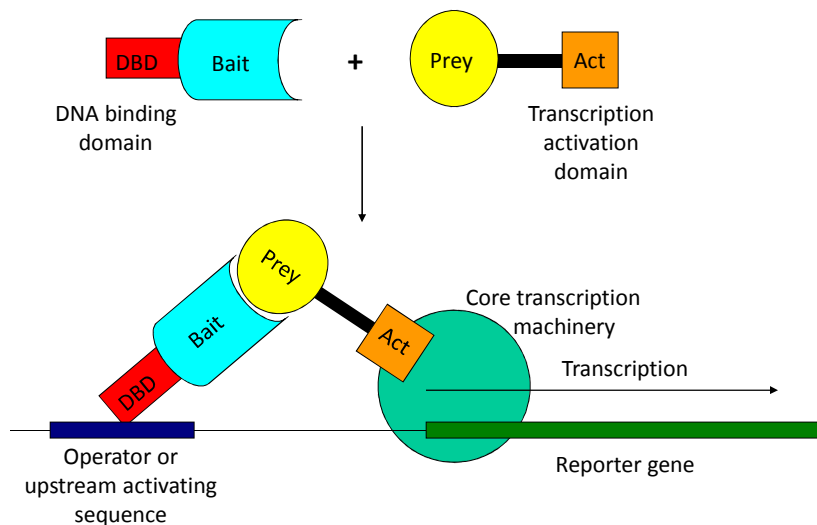 DBD
Bait
+
Prey
Act
DNA binding
domain
Transcription
activation
domain
Prey
Bait
Act
DBD
Core transcription
machinery
Transcription
Operator or
upstream activating
sequence
Reporter gene